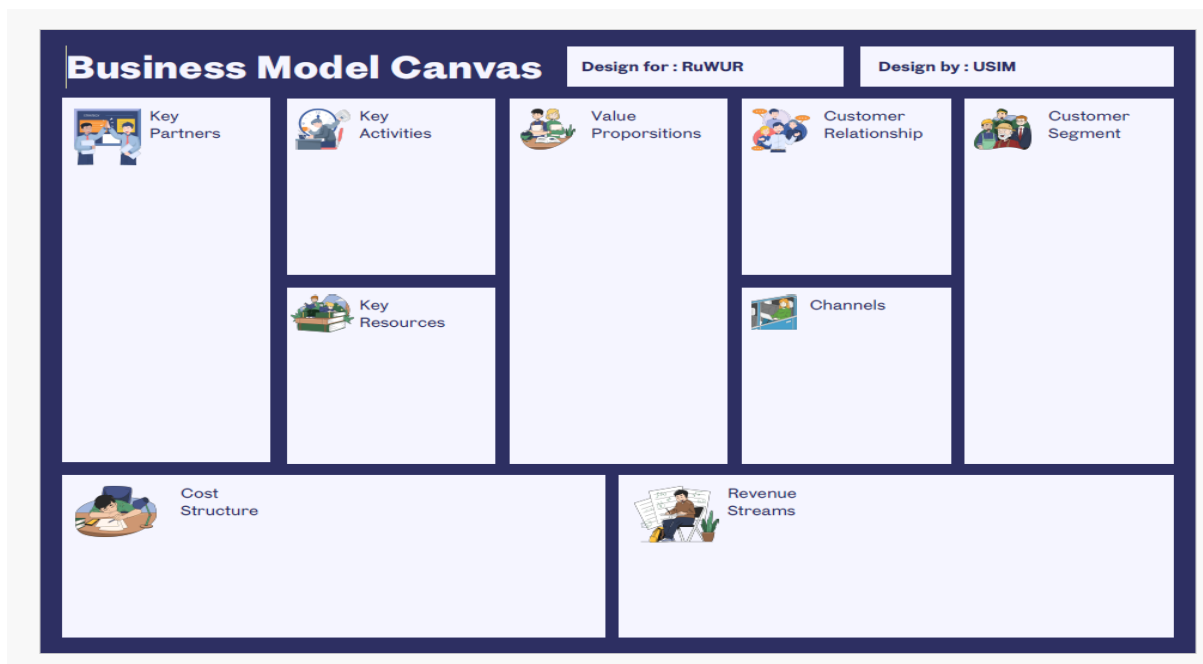 Business Model Canvas
Design for : RuWUR
Design by : USIM
Key
Partners
Key
Activities
Value
Proporsitions
Customer
Relationship
Customer
Segment
Key
Resources
Channels
Cost
Structure
Revenue
Streams